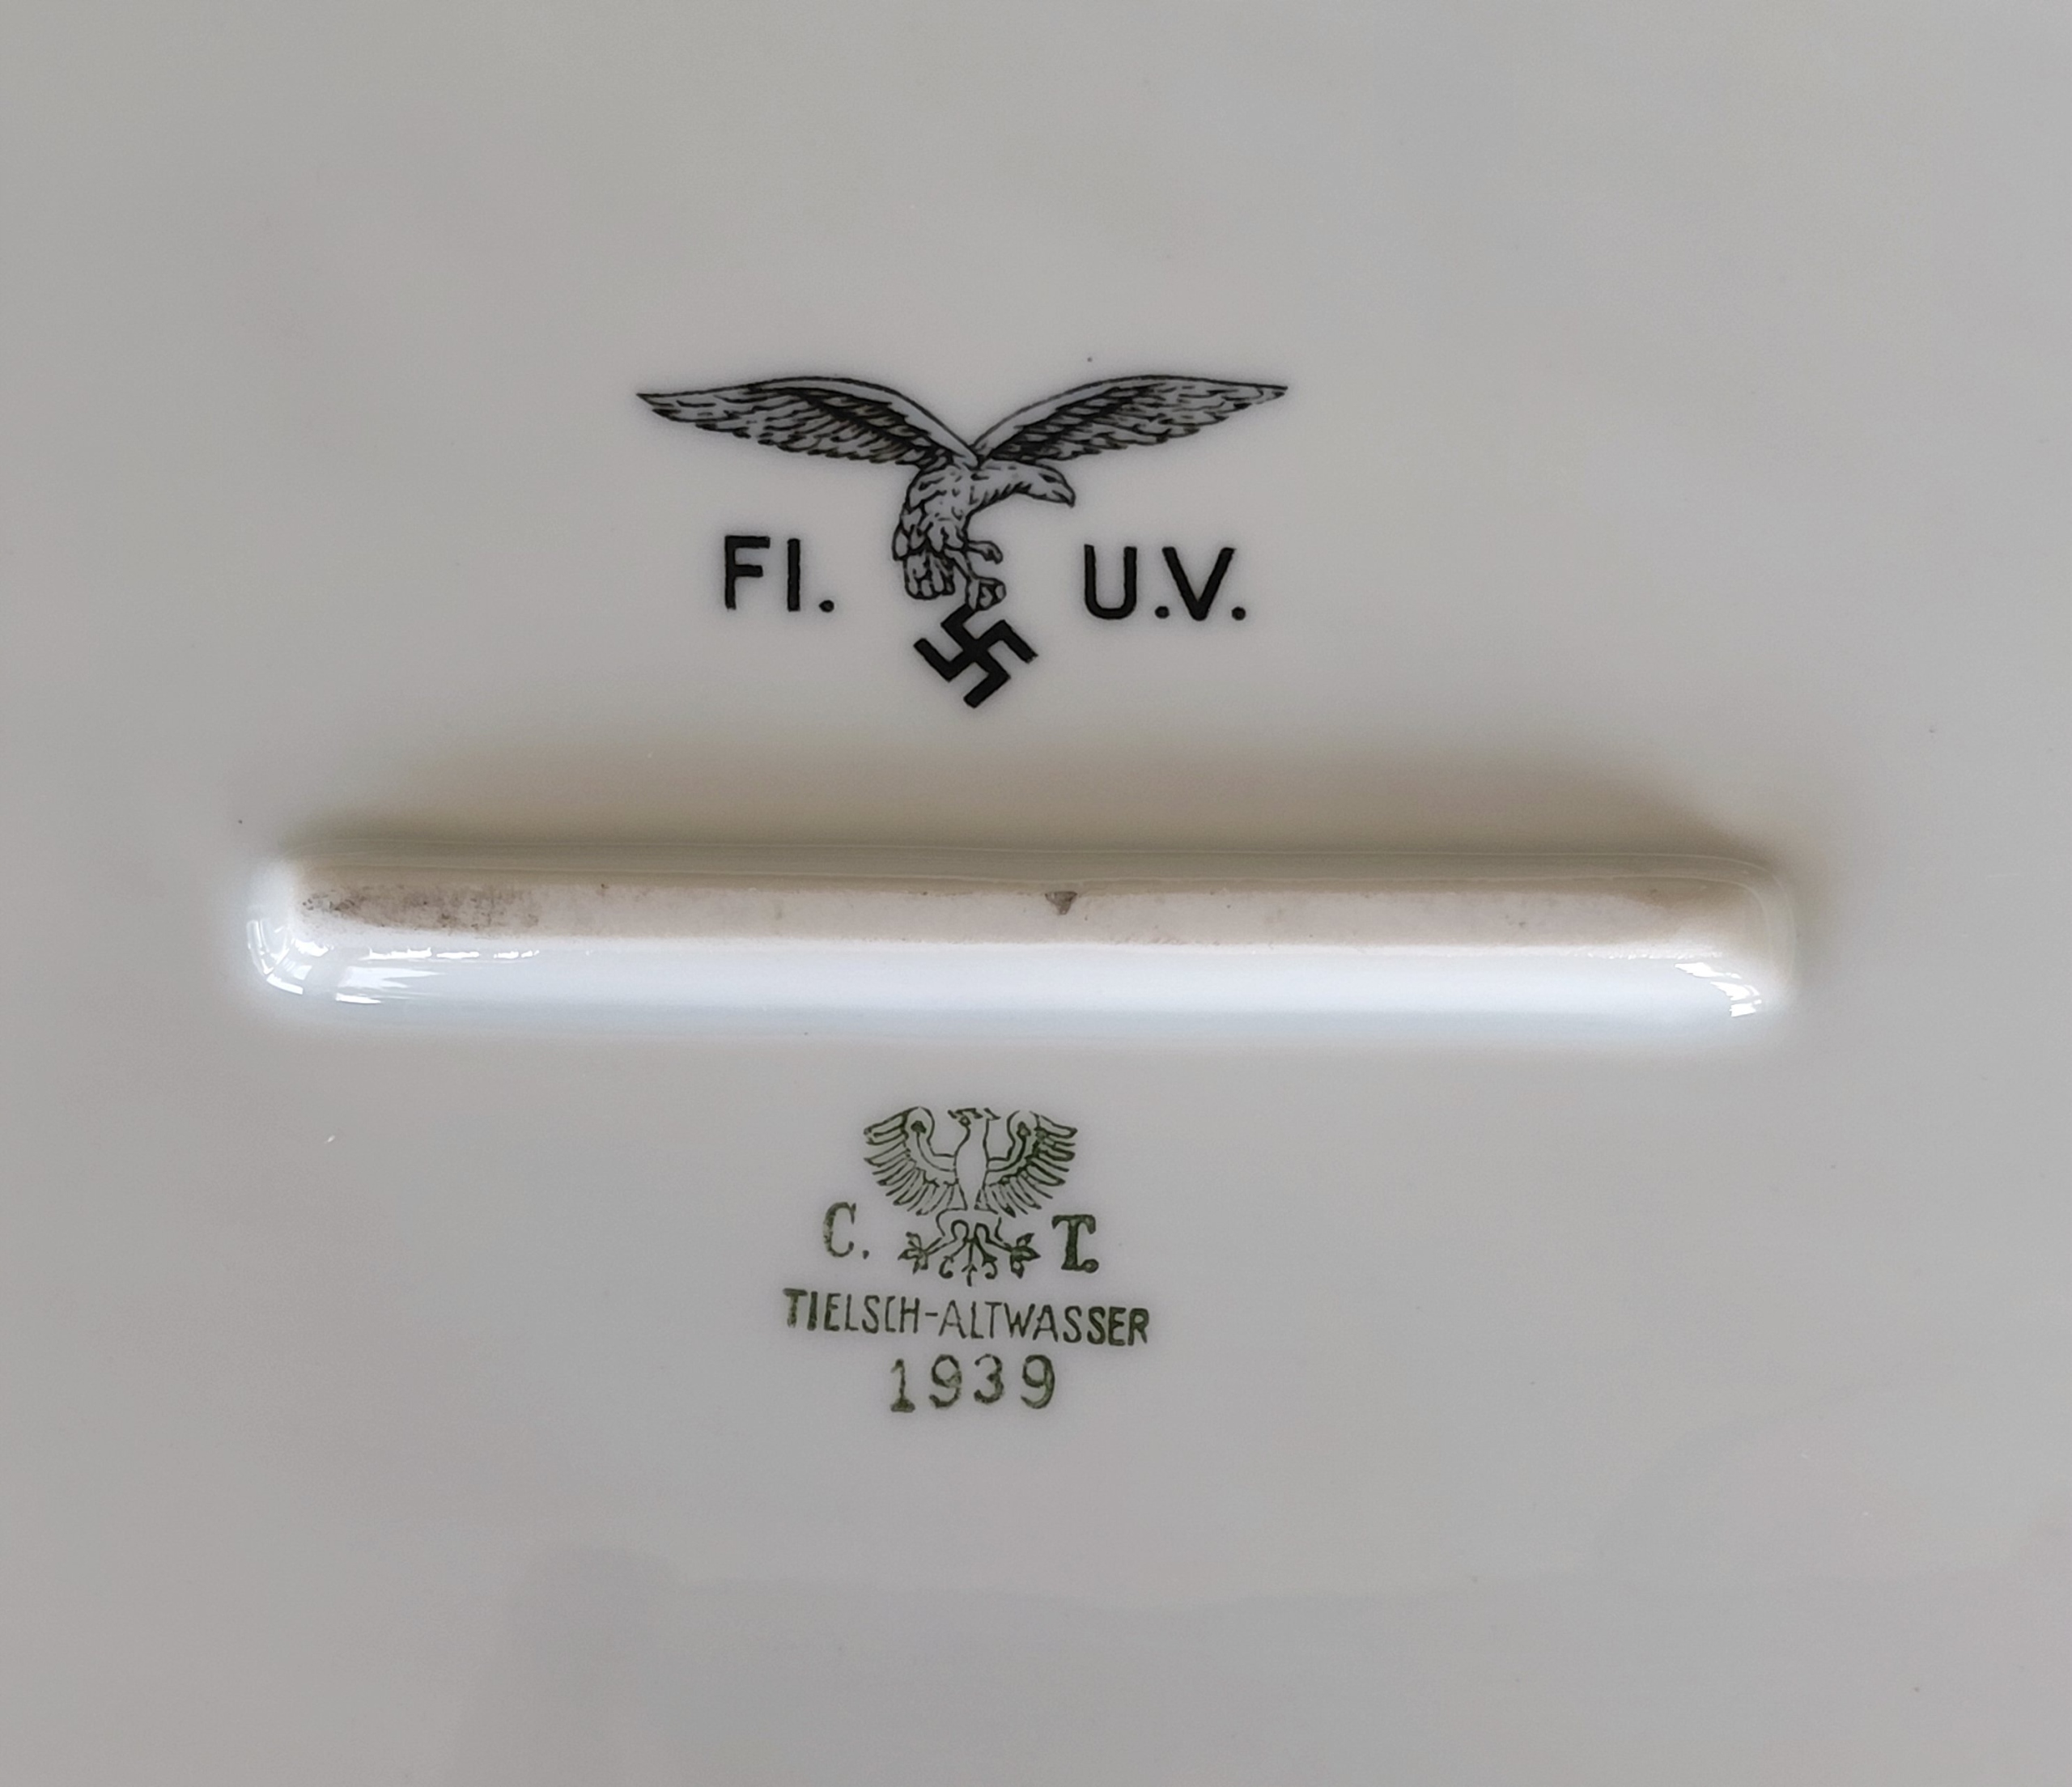 Fl. U.V.
C. T.
TIELSCH-ALTWASSER
1939